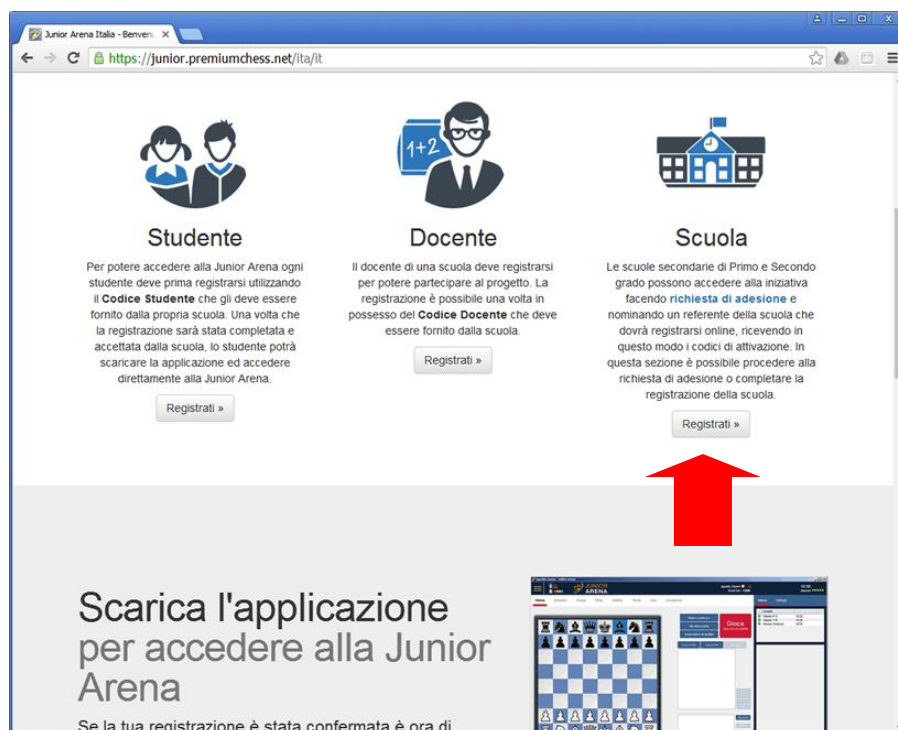 Junior Arena Italia - Benven
https://junior.premiumchess.net/ita/it
1+2
Studente
Per potere accedere alla Junior Arena ogni
studente deve prima registrarsi utilizzando
il Codice Studente che gli deve essere
fornito dalla propria scuola. Una volta che
la registrazione sarà stata completata e
accettata dalla scuola, lo studente potrà
scaricare la applicazione ed accedere
direttamente alla Junior Arena.
Registrati »
Docente
Il docente di una scuola deve registrarsi
per potere partecipare al progetto. La
registrazione è possibile una volta in
possesso del Codice Docente che deve
essere fornito dalla scuola.
Registrati »
Scuola
Le scuole secondarie di Primo e Secondo
grado possono accedere alla iniziativa
facendo richiesta di adesione e
nominando un referente della scuola che
dovrà registrarsi online, ricevendo in
questo modo i codici di attivazione. In
questa sezione è possibile procedere alla
richiesta di adesione o completare la
registrazione della scuola.
Registrati »
Scarica l'applicazione
per accedere alla Junior
Arena
Se la tua registrazione è stata confermata è ora di
JUNIOR
ARENA
Gioca